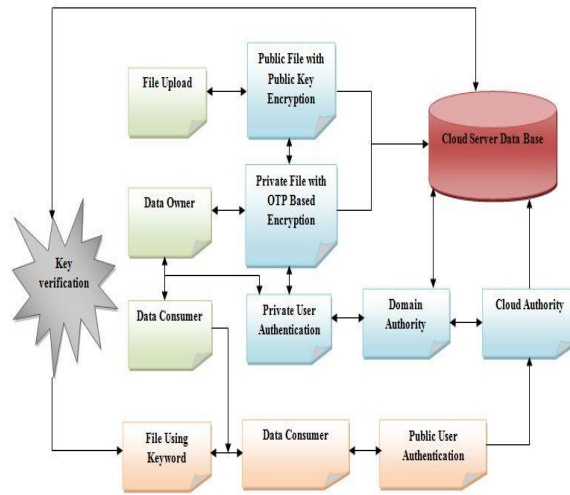 File Upload
Public File with
Public Key
Encryption
Cloud Server Data Base
Data Owner
Private File with
OTP Based
Encryption
Key
verification
Data Consumer
Private User
Authentication
Domain
Authority
Cloud Authority
File Using
Keyword
Data Consumer
Public User
Authentication